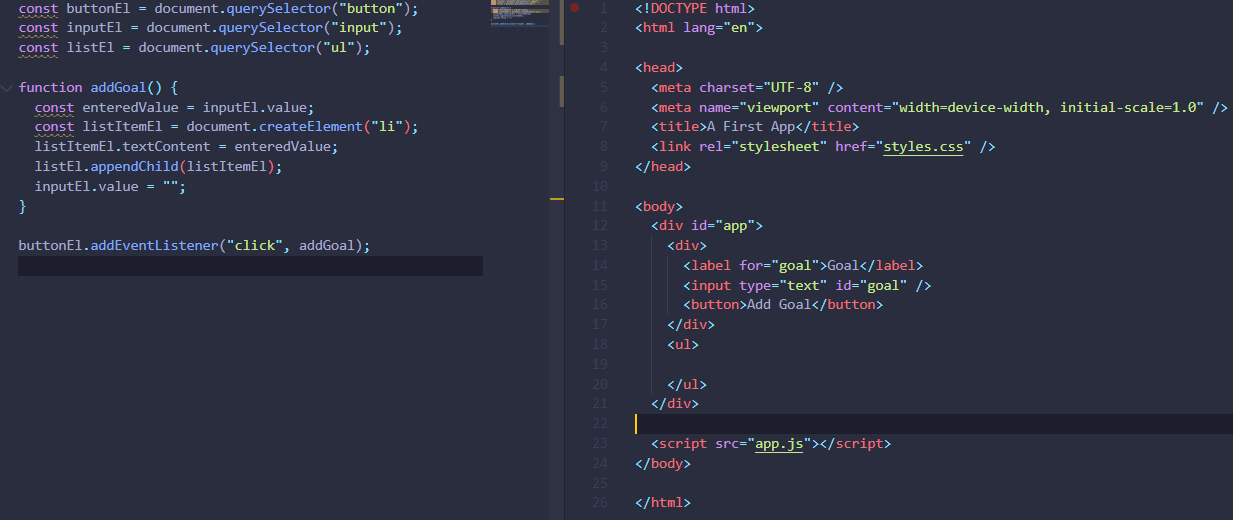 const buttonEl = document.querySelector("button");
const inputEl = document.querySelector("input");
const listEl = document.querySelector("ul");

function addGoal() {
  const enteredValue = inputEl.value;
  const listItemEl = document.createElement("li");
  listItemEl.textContent = enteredValue;
  listEl.appendChild(listItemEl);
  inputEl.value = "";
}

buttonEl.addEventListener("click", addGoal);

1 <!DOCTYPE html>
2 <html lang="en">
3
4 <head>
5   <meta charset="UTF-8" />
6   <meta name="viewport" content="width=device-width, initial-scale=1.0" />
7   <title>A First App</title>
8   <link rel="stylesheet" href="styles.css" />
9 </head>
10
11 <body>
12   <div id="app">
13     <div>
14       <label for="goal">Goal</label>
15       <input type="text" id="goal" />
16       <button>Add Goal</button>
17     </div>
18     <ul>
19
20     </ul>
21   </div>
22
23   <script src="app.js"></script>
24 </body>
25
26 </html>